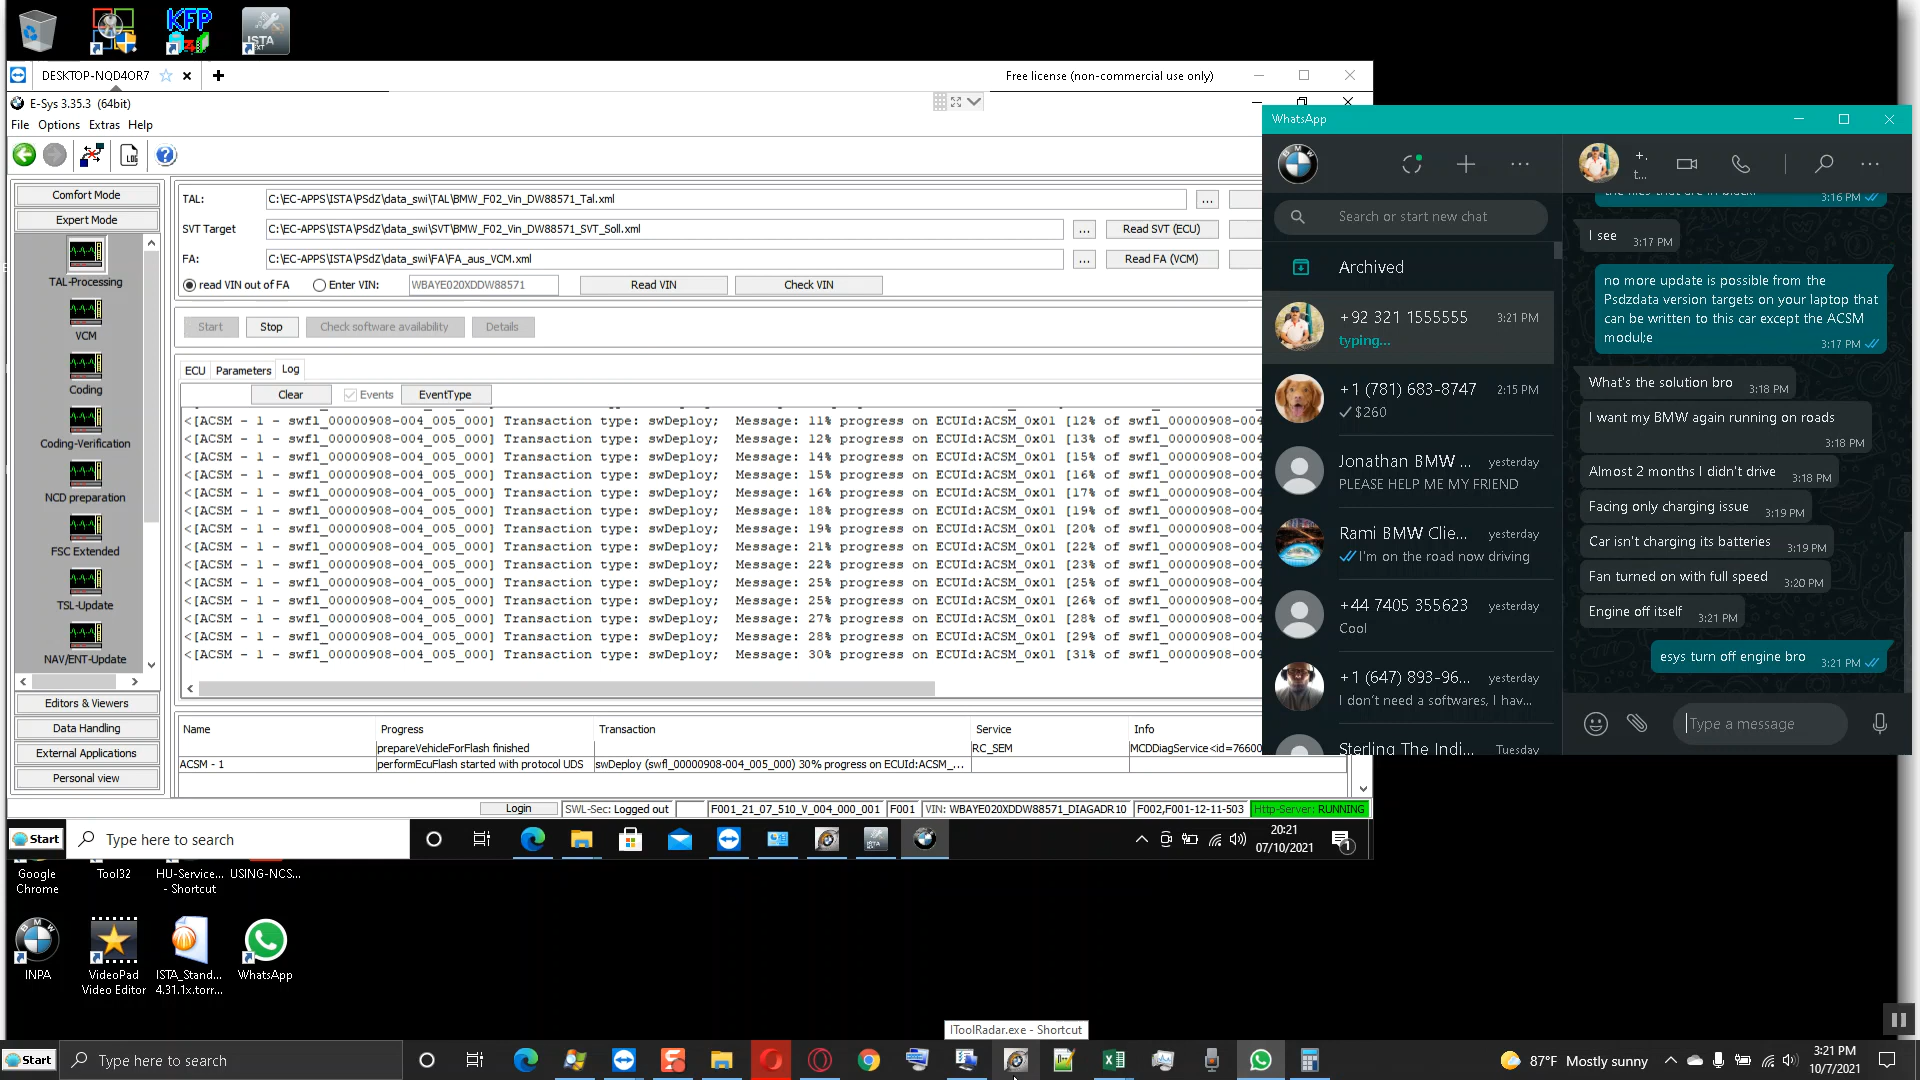 KFP
ISTA
DESKTOP-NQD4OR7
Free license (non-commercial use only)
E-Sys 3.35.3 (64bit)
File Options Extras Help
LOG
Comfort Mode
Expert Mode
TAL-Processing
VCM
Coding
Coding-Verification
NCD preparation
FSC Extended
TSL-Update
NAV/ENT-Update
Editors & Viewers
Data Handling
External Applications
Personal view
TAL: C:\EC-APPS\ISTA\PSdZ\data_swi\TAL\BMW_F02_Vin_DW88571_Tal.xml ...
SVT Target C:\EC-APPS\ISTA\PSdZ\data_swi\SVT\BMW_F02_Vin_DW88571_SVT_Soll.xml ... Read SVT (ECU)
FA: C:\EC-APPS\ISTA\PSdZ\data_swi\FA\FA_aus_VCM.xml ... Read FA (VCM)
read VIN out of FA Enter VIN: WBAYE020XDDW88571 Read VIN Check VIN
Start Stop Check software availability Details
ECU Parameters Log
Clear Events EventType
<[ACSM - 1 - swfl_00000908-004_005_000] Transaction type: swDeploy; Message: 11% progress on ECUId:ACSM_0x01 [12% of swfl_00000908-004
<[ACSM - 1 - swfl_00000908-004_005_000] Transaction type: swDeploy; Message: 12% progress on ECUId:ACSM_0x01 [13% of swfl_00000908-004
<[ACSM - 1 - swfl_00000908-004_005_000] Transaction type: swDeploy; Message: 14% progress on ECUId:ACSM_0x01 [15% of swfl_00000908-004
<[ACSM - 1 - swfl_00000908-004_005_000] Transaction type: swDeploy; Message: 15% progress on ECUId:ACSM_0x01 [16% of swfl_00000908-004
<[ACSM - 1 - swfl_00000908-004_005_000] Transaction type: swDeploy; Message: 16% progress on ECUId:ACSM_0x01 [17% of swfl_00000908-004
<[ACSM - 1 - swfl_00000908-004_005_000] Transaction type: swDeploy; Message: 18% progress on ECUId:ACSM_0x01 [19% of swfl_00000908-004
<[ACSM - 1 - swfl_00000908-004_005_000] Transaction type: swDeploy; Message: 19% progress on ECUId:ACSM_0x01 [20% of swfl_00000908-004
<[ACSM - 1 - swfl_00000908-004_005_000] Transaction type: swDeploy; Message: 21% progress on ECUId:ACSM_0x01 [22% of swfl_00000908-004
<[ACSM - 1 - swfl_00000908-004_005_000] Transaction type: swDeploy; Message: 22% progress on ECUId:ACSM_0x01 [23% of swfl_00000908-004
<[ACSM - 1 - swfl_00000908-004_005_000] Transaction type: swDeploy; Message: 25% progress on ECUId:ACSM_0x01 [25% of swfl_00000908-004
<[ACSM - 1 - swfl_00000908-004_005_000] Transaction type: swDeploy; Message: 25% progress on ECUId:ACSM_0x01 [26% of swfl_00000908-004
<[ACSM - 1 - swfl_00000908-004_005_000] Transaction type: swDeploy; Message: 27% progress on ECUId:ACSM_0x01 [28% of swfl_00000908-004
<[ACSM - 1 - swfl_00000908-004_005_000] Transaction type: swDeploy; Message: 28% progress on ECUId:ACSM_0x01 [29% of swfl_00000908-004
<[ACSM - 1 - swfl_00000908-004_005_000] Transaction type: swDeploy; Message: 30% progress on ECUId:ACSM_0x01 [31% of swfl_00000908-004
Name Progress Transaction Service Info
prepareVehicleForFlash finished RC_SEM MCDDiagService<id=76600
ACSM - 1 performEcuFlash started with protocol UDS swDeploy (swfl_00000908-004_005_000) 30% progress on ECUId:ACSM_...
Login SWL-Sec: Logged out F001_21_07_510_V_004_000_001 F001 VIN: WBAYE020XDDW88571_DIAGADR10 F002,F001-12-11-503 Http-Server: RUNNING
Start Type here to search
20:21
07/10/2021
1
WhatsApp
Search or start new chat
Archived
+92 321 1555555 3:21 PM
typing...
+1 (781) 683-8747 2:15 PM
$260
Jonathan BMW ... yesterday
PLEASE HELP ME MY FRIEND
Rami BMW Clie... yesterday
I'm on the road now driving
+44 7405 355623 yesterday
Cool
+1 (647) 893-96... yesterday
I don't need a softwares, I hav...
Sterling The Indi... Tuesday
+.
t...
3:16 PM
I see 3:17 PM
no more update is possible from the
Psdzdata version targets on your laptop that
can be written to this car except the ACSM
modul;e
3:17 PM
What's the solution bro 3:18 PM
I want my BMW again running on roads
3:18 PM
Almost 2 months I didn't drive 3:18 PM
Facing only charging issue 3:19 PM
Car isn't charging its batteries 3:19 PM
Fan turned on with full speed 3:20 PM
Engine off itself 3:21 PM
esys turn off engine bro 3:21 PM
Type a message
Google
Chrome
Tool32
HU-Service...
- Shortcut
USING-NCS...
INPA
VideoPad
Video Editor
ISTA_Stand...
4.31.1x.torr...
WhatsApp
IToolRadar.exe - Shortcut
Start Type here to search
87°F Mostly sunny
3:21 PM
10/7/2021